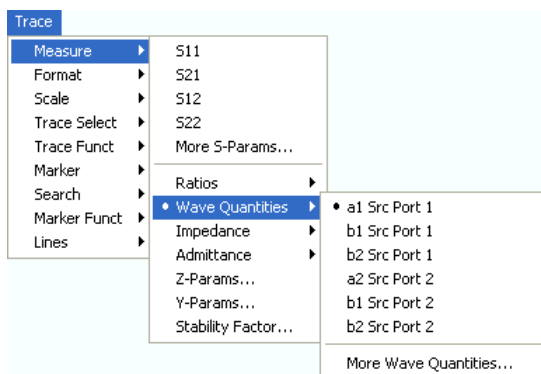 Trace
Measure
Format
Scale
Trace Select
Trace Funct
Marker
Search
Marker Funct
Lines
S11
S21
S12
S22
More S-Params...
Ratios
Wave Quantities
Impedance
Admittance
Z-Params...
Y-Params...
Stability Factor...
a1 Src Port 1
b1 Src Port 1
b2 Src Port 1
a2 Src Port 2
b1 Src Port 2
b2 Src Port 2
More Wave Quantities...